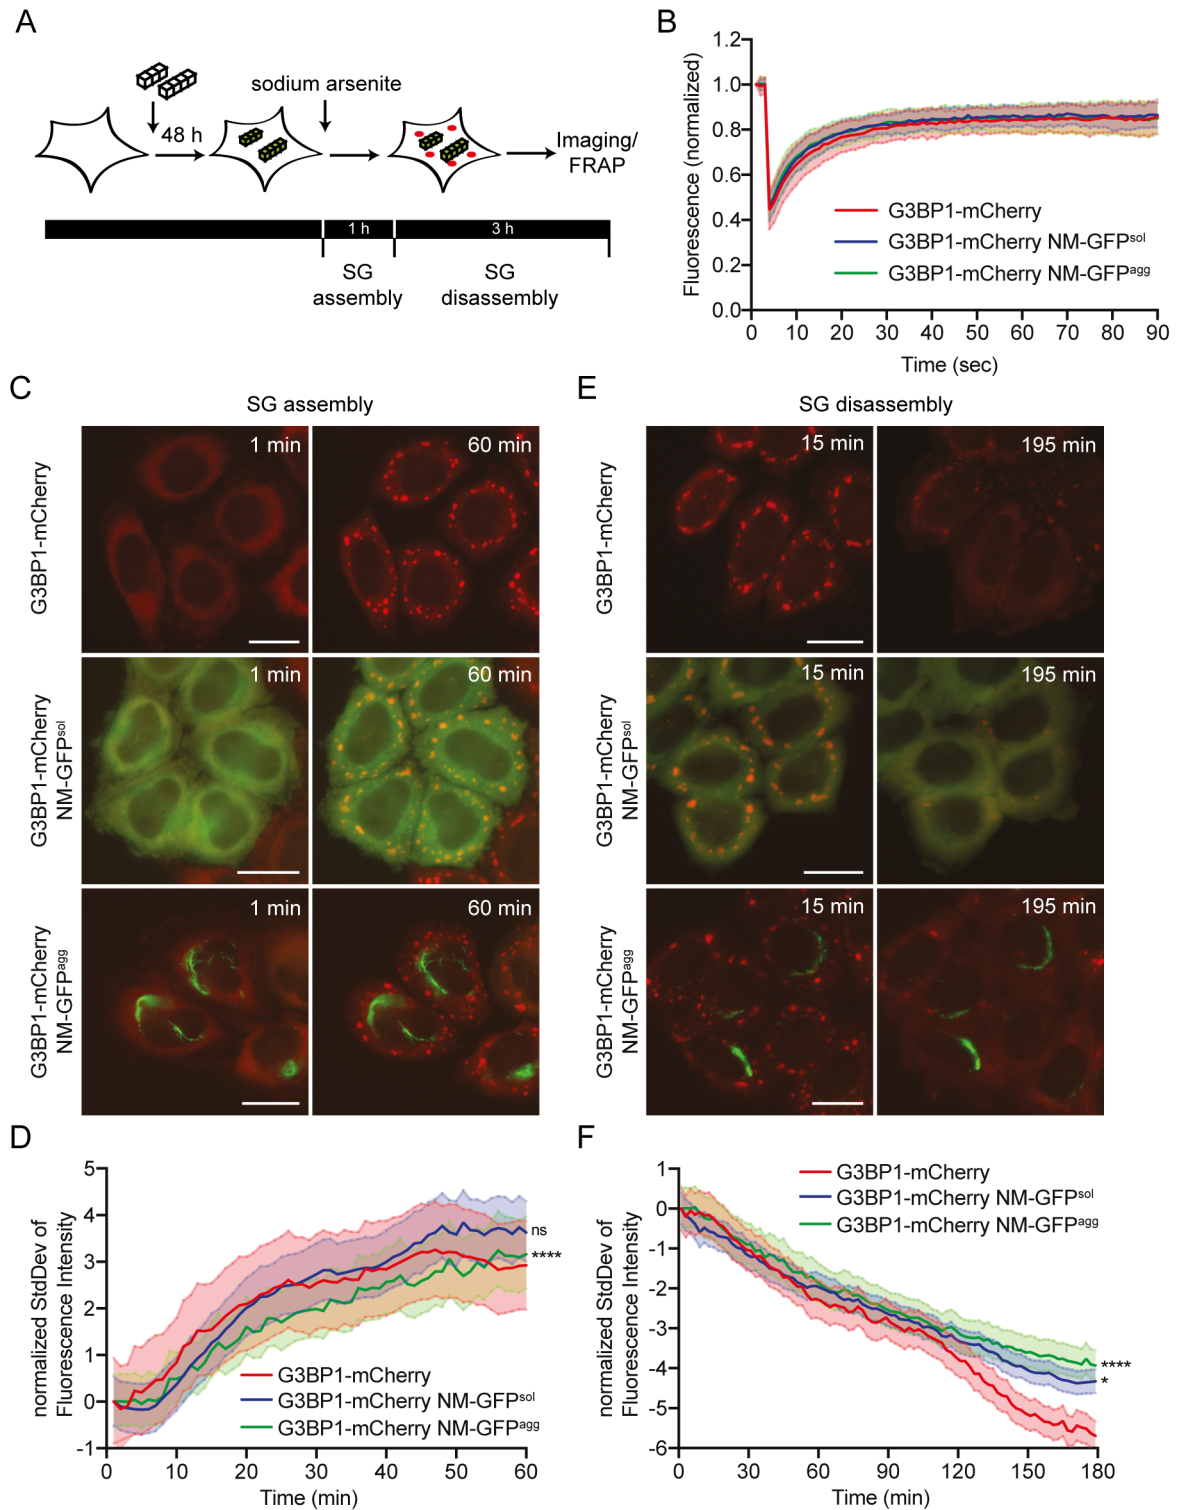 A
sodium arsenite
48 h
Imaging/
FRAP
1 h
3 h
SG
assembly
SG
disassembly
B
Fluorescence (normalized)
1.2
1.0
0.8
0.6
0.4
0.2
0.0
G3BP1-mCherry
G3BP1-mCherry NM-GFPsol
G3BP1-mCherry NM-GFPagg
0 10 20 30 40 50 60 70 80 90
Time (sec)
C
SG assembly
G3BP1-mCherry
1 min
60 min
G3BP1-mCherry
NM-GFPsol
1 min
60 min
G3BP1-mCherry
NM-GFPagg
1 min
60 min
E
SG disassembly
G3BP1-mCherry
15 min
195 min
G3BP1-mCherry
NM-GFPsol
15 min
195 min
G3BP1-mCherry
NM-GFPagg
15 min
195 min
D
normalized StdDev of
Fluorescence Intensity
5
4
3
2
1
0
-1
ns
****
G3BP1-mCherry
G3BP1-mCherry NM-GFPsol
G3BP1-mCherry NM-GFPagg
0 10 20 30 40 50 60
Time (min)
F
normalized StdDev of
Fluorescence Intensity
1
0
-1
-2
-3
-4
-5
-6
G3BP1-mCherry
G3BP1-mCherry NM-GFPsol
G3BP1-mCherry NM-GFPagg
****
*
0 30 60 90 120 150 180
Time (min)